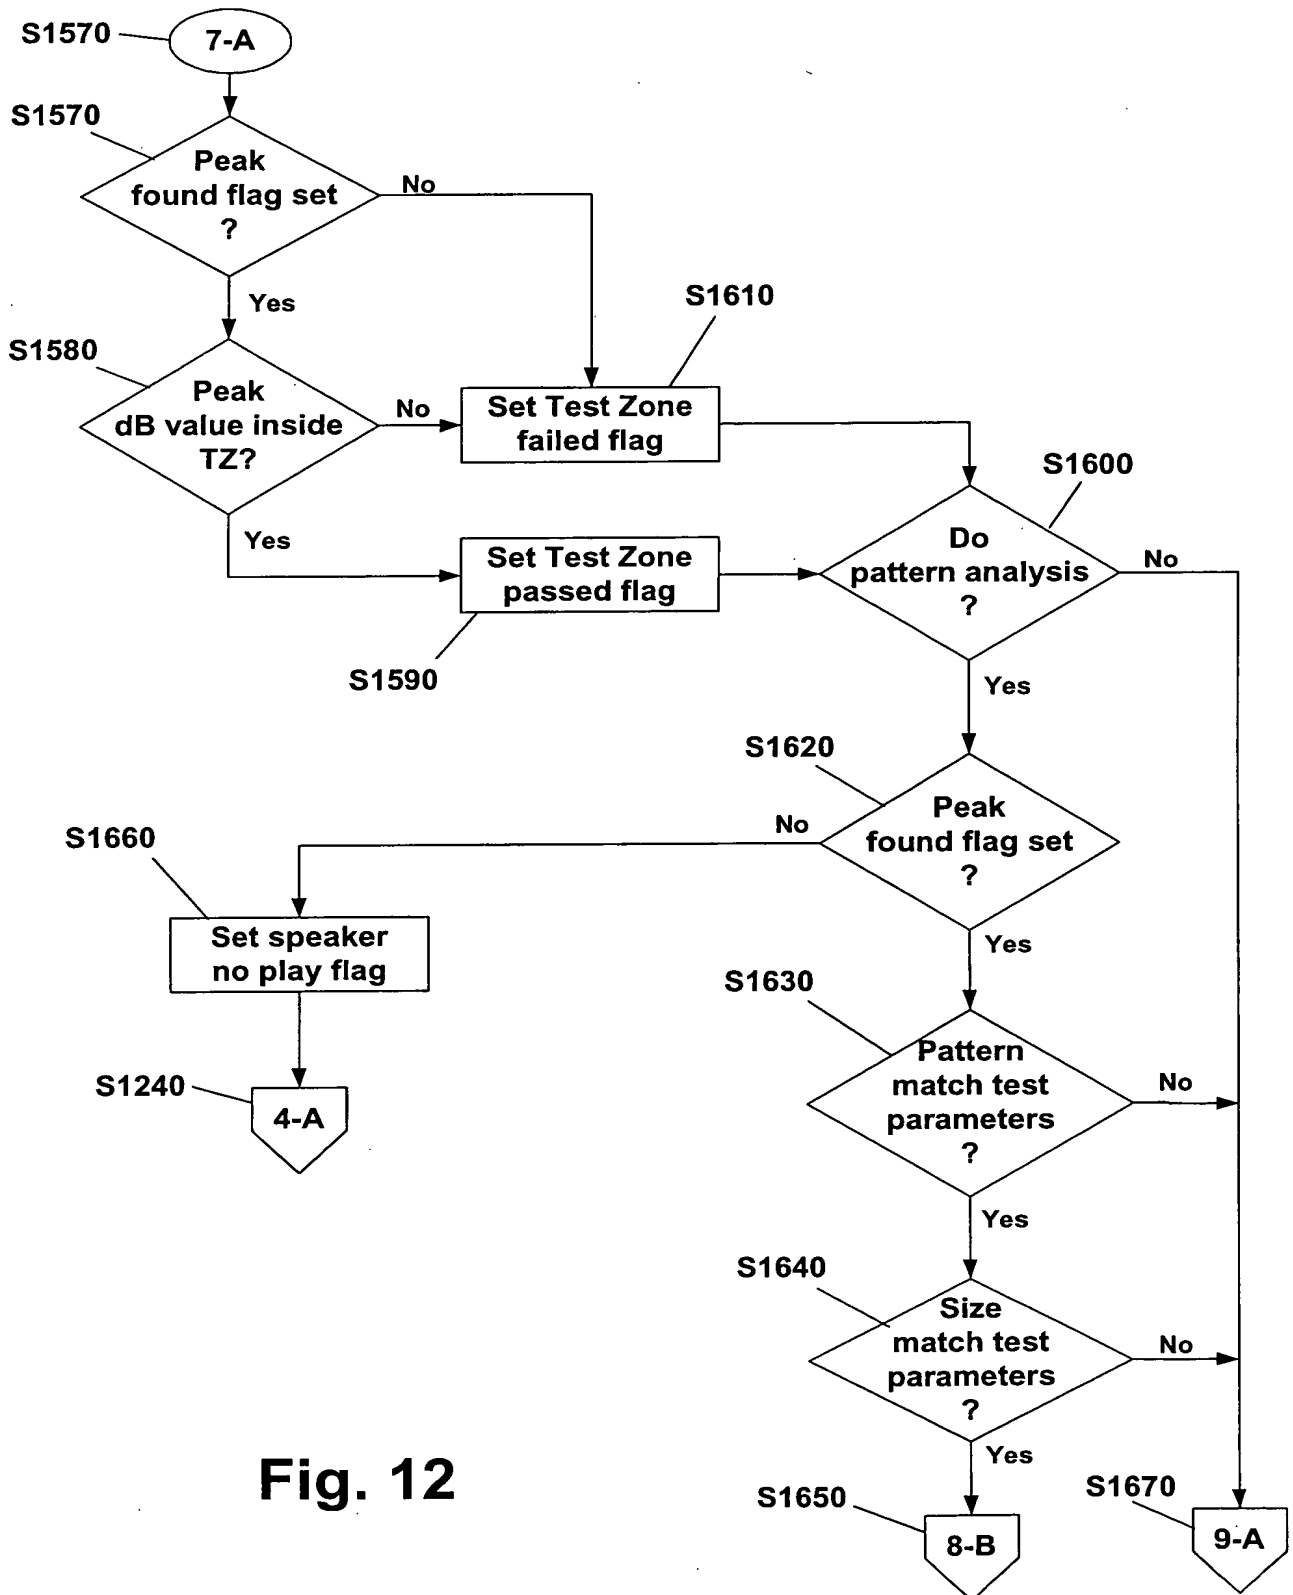 S1570
7-A
S1570
Peak
found flag set
?
No
Yes
S1610
S1580
Peak
dB value inside
TZ?
No
Set Test Zone
failed flag
Yes
S1600
Set Test Zone
passed flag
S1590
Do
pattern analysis
?
No
Yes
S1620
Peak
found flag set
?
No
S1660
Set speaker
no play flag
Yes
S1630
Pattern
match test
parameters
?
No
S1240
4-A
Yes
S1640
Size
match test
parameters
?
No
Yes
S1650
8-B
S1670
9-A
Fig. 12